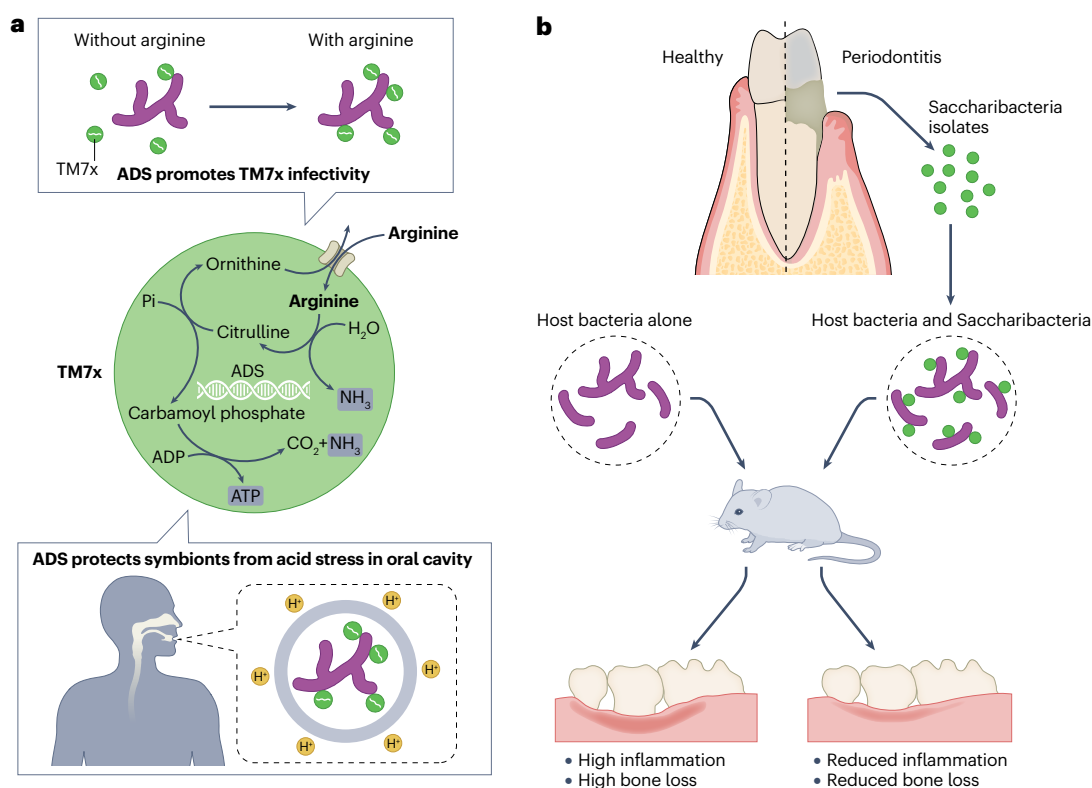 a
Without arginine
With arginine
TM7x
ADS promotes TM7x infectivity
Arginine
Ornithine
Arginine
Pi
Citrulline
H₂O
TM7x
ADS
NH₃
Carbamoyl phosphate
CO₂+NH₃
ADP
ATP
ADS protects symbionts from acid stress in oral cavity
H⁺
H⁺
H⁺
H⁺
H⁺
H⁺
b
Healthy
Periodontitis
Saccharibacteria
isolates
Host bacteria alone
Host bacteria and Saccharibacteria
• High inflammation
• High bone loss
• Reduced inflammation
• Reduced bone loss